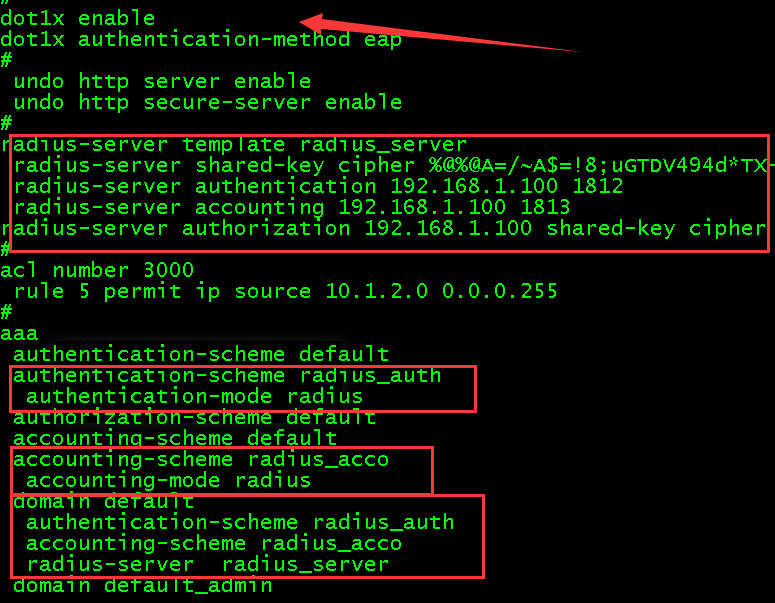 #
dot1x enable
dot1x authentication-method eap
#
undo http server enable
undo http secure-server enable
#
radius-server template radius_server
radius-server shared-key cipher %@%@A=/~A$=!8;uGTDV494d*TX-
radius-server authentication 192.168.1.100 1812
radius-server accounting 192.168.1.100 1813
radius-server authorization 192.168.1.100 shared-key cipher
#
acl number 3000
rule 5 permit ip source 10.1.2.0 0.0.0.255
#
aaa
authentication-scheme default
authentication-scheme radius_auth
authentication-mode radius
authorization-scheme default
accounting-scheme default
accounting-scheme radius_acco
accounting-mode radius
domain default
authentication-scheme radius_auth
accounting-scheme radius_acco
radius-server radius_server
domain default_admin